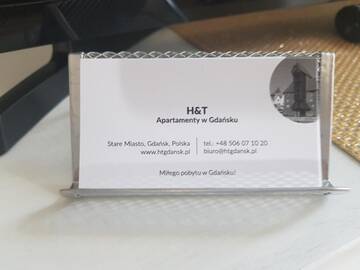 H&T
Apartamenty w Gdańsku
Stare Miasto, Gdańsk, Polska
www.htgdansk.pl
tel.: +48 506 07 10 20
biuro@htgdansk.pl
Miłego pobytu w Gdańsku!